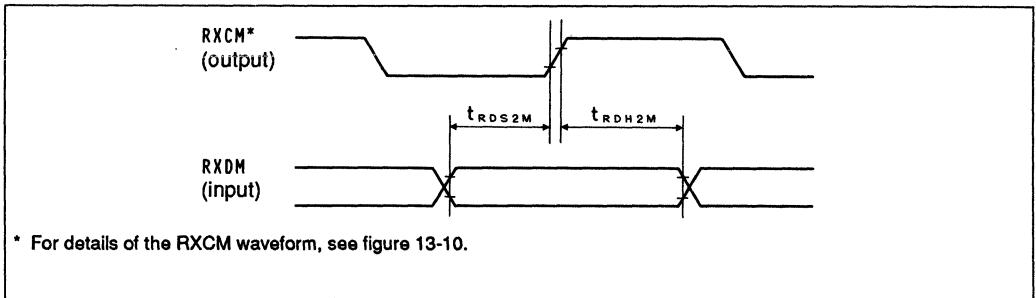 RXCM*
(output)
tRDS2M
tRDH2M
RXDM
(input)
* For details of the RXCM waveform, see figure 13-10.